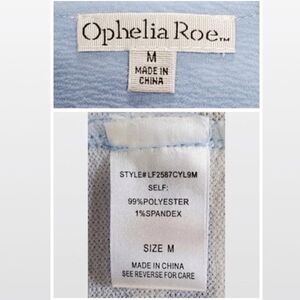 Ophelia Roe™
M
MADE IN
CHINA
STYLE# LF2587CYL9M
SELF:
99%POLYESTER
1%SPANDEX
SIZE M
MADE IN CHINA
SEE REVERSE FOR CARE